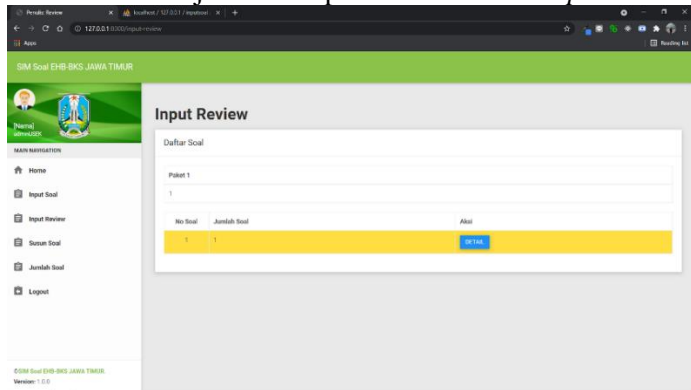 Penulis Review
localhost / 127.0.0.1 /
127.0.0.1:8000/input-review
Apps
Reading list
SIM Soal EHB-BKS JAWA TIMUR
[Nama]
MAIN NAVIGATION
Home
Input Soal
Input Review
Susun Soal
Jumlah Soal
Logout
©SIM Soal EHB-BKS JAWA TIMUR
Version: 1.0.0
Input Review
Daftar Soal
Paket 1
1
No Soal Jumlah Soal Aksi
1 1 DETAIL